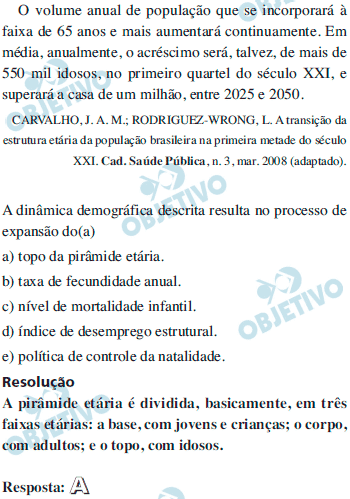 O volume anual de população que se incorporará à
faixa de 65 anos e mais aumentará continuamente. Em
média, anualmente, o acréscimo será, talvez, de mais de
550 mil idosos, no primeiro quartel do século XXI, e
superará a casa de um milhão, entre 2025 e 2050.
CARVALHO, J. A. M.; RODRIGUEZ-WRONG, L. A transição da
estrutura etária da população brasileira na primeira metade do século
XXI. Cad. Saúde Pública, n. 3, mar. 2008 (adaptado).
A dinâmica demográfica descrita resulta no processo de
expansão do(a)
a) topo da pirâmide etária.
b) taxa de fecundidade anual.
c) nível de mortalidade infantil.
d) índice de desemprego estrutural.
e) política de controle da natalidade.
Resolução
A pirâmide etária é dividida, basicamente, em três
faixas etárias: a base, com jovens e crianças; o corpo,
com adultos; e o topo, com idosos.
Resposta: A
OBJETIVO
OBJETIVO
OBJETIVO
OBJETIVO
OBJETIVO